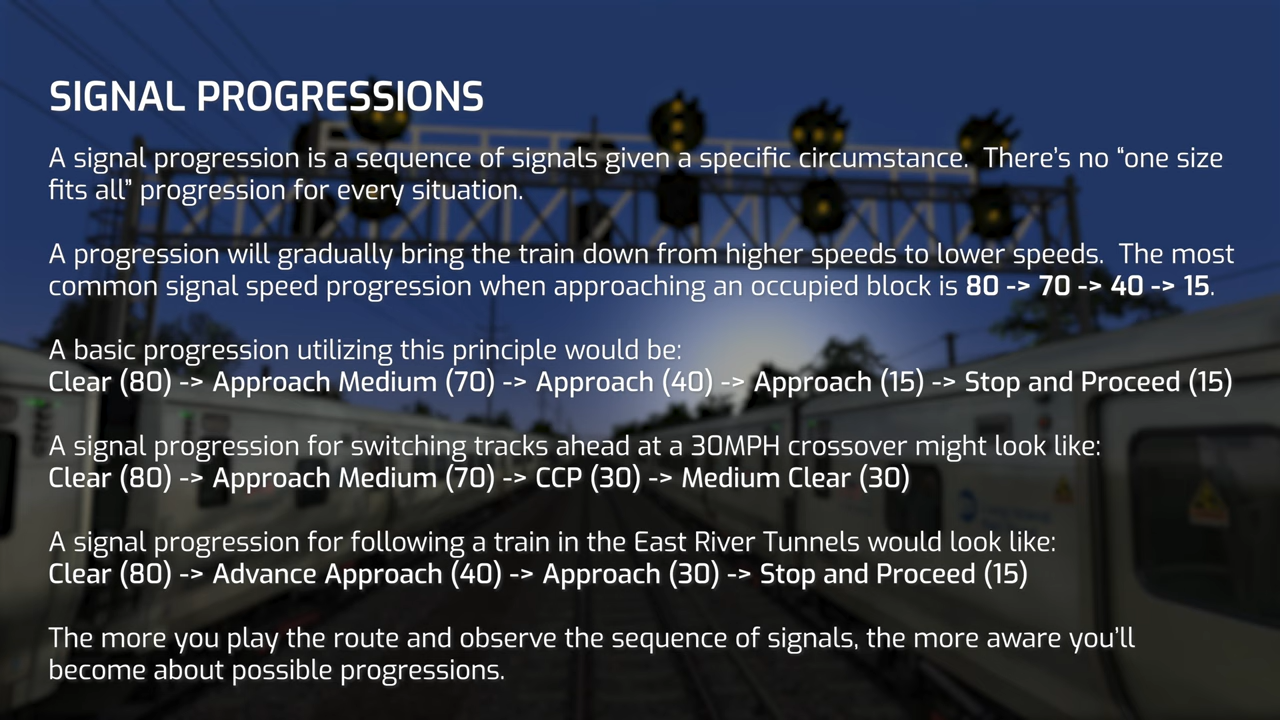 SIGNAL PROGRESSIONS
A signal progression is a sequence of signals given a specific circumstance.  There's no “one size
fits all” progression for every situation.
A progression will gradually bring the train down from higher speeds to lower speeds.  The most
common signal speed progression when approaching an occupied block is 80 -> 70 -> 40 -> 15.
A basic progression utilizing this principle would be:
Clear (80) -> Approach Medium (70) -> Approach (40) -> Approach (15) -> Stop and Proceed (15)
A signal progression for switching tracks ahead at a 30MPH crossover might look like:
Clear (80) -> Approach Medium (70) -> CCP (30) -> Medium Clear (30)
A signal progression for following a train in the East River Tunnels would look like:
Clear (80) -> Advance Approach (40) -> Approach (30) -> Stop and Proceed (15)
The more you play the route and observe the sequence of signals, the more aware you'll
become about possible progressions.